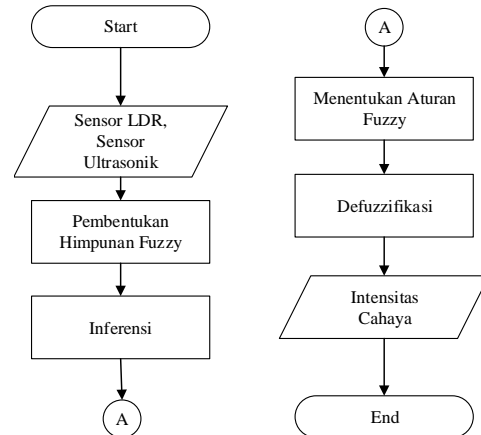 Start
Sensor LDR,
Sensor
Ultrasonik
Pembentukan
Himpunan Fuzzy
Inferensi
A
A
Menentukan Aturan
Fuzzy
Defuzzifikasi
Intensitas
Cahaya
End